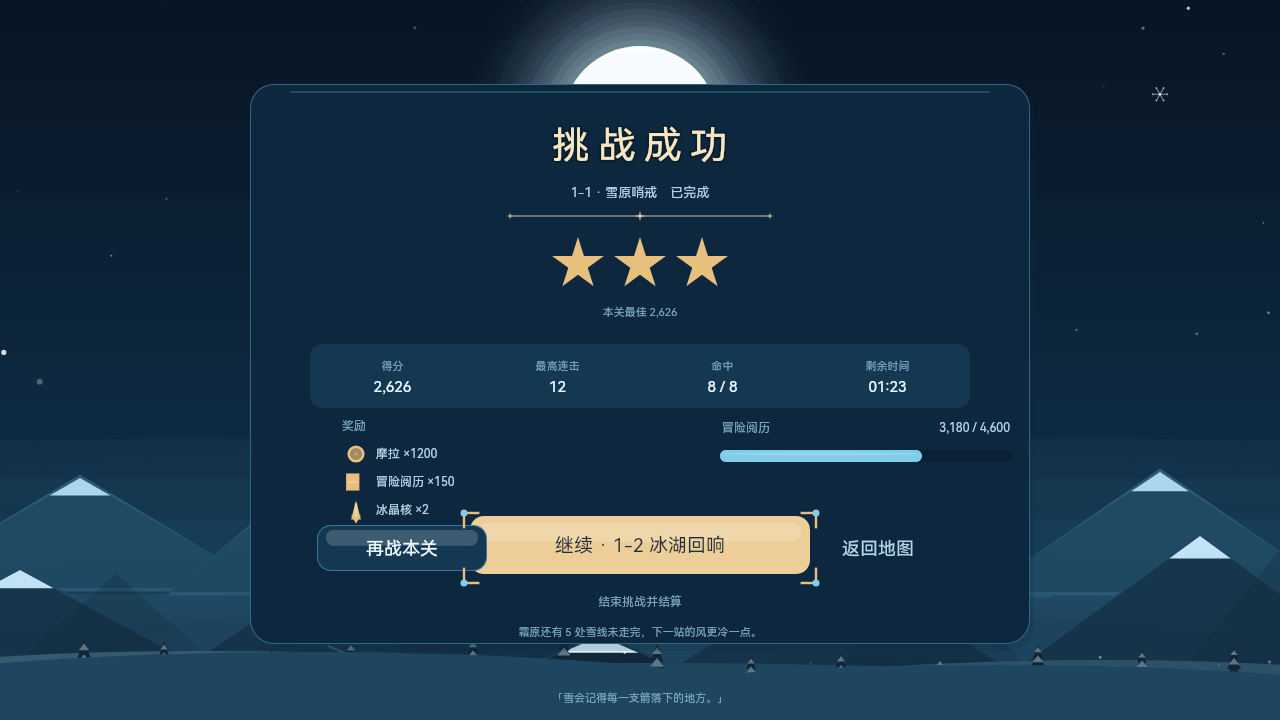 挑战成功
1-1 · 雪原哨戒 已完成
本关最佳 2,626
得分 最高连击 命中 剩余时间
2,626 12 8 / 8 01:23
奖励
冒险阅历 3,180 / 4,600
摩拉 ×1200
冒险阅历 ×150
冰晶核 ×2
再战本关
继续 · 1-2 冰湖回响
返回地图
结束挑战并结算
霜原还有 5 处雪线未走完，下一站的风更冷一点。
「雪会记得每一支箭落下的地方。」